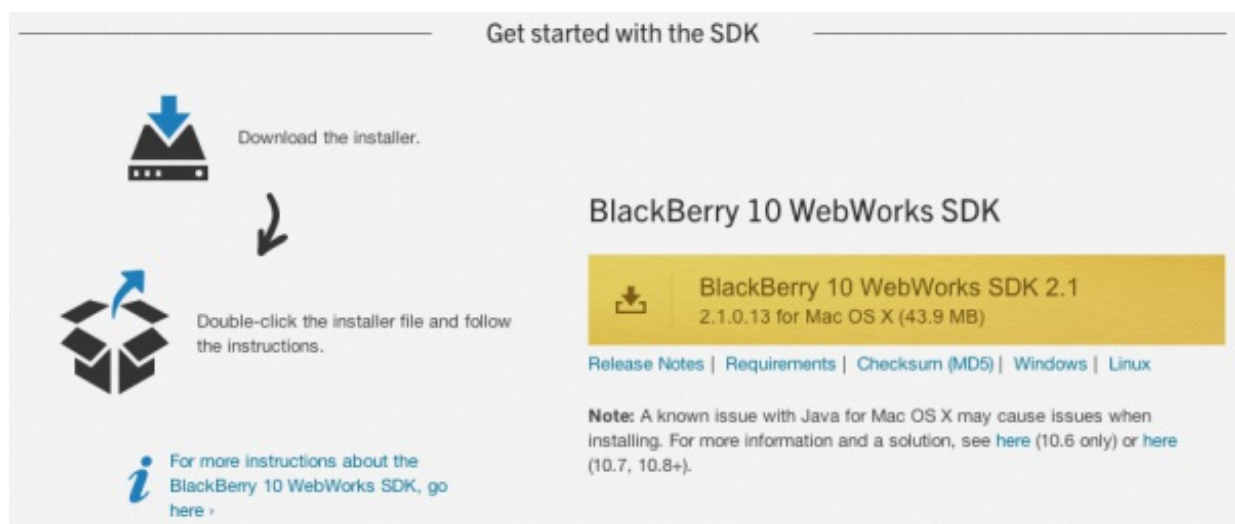 Get started with the SDK
Download the installer.
Double-click the installer file and follow
the instructions.
For more instructions about the
BlackBerry 10 WebWorks SDK, go
here ›
BlackBerry 10 WebWorks SDK
BlackBerry 10 WebWorks SDK 2.1
2.1.0.13 for Mac OS X (43.9 MB)
Release Notes | Requirements | Checksum (MD5) | Windows | Linux
Note: A known issue with Java for Mac OS X may cause issues when
installing. For more information and a solution, see here (10.6 only) or here
(10.7, 10.8+).